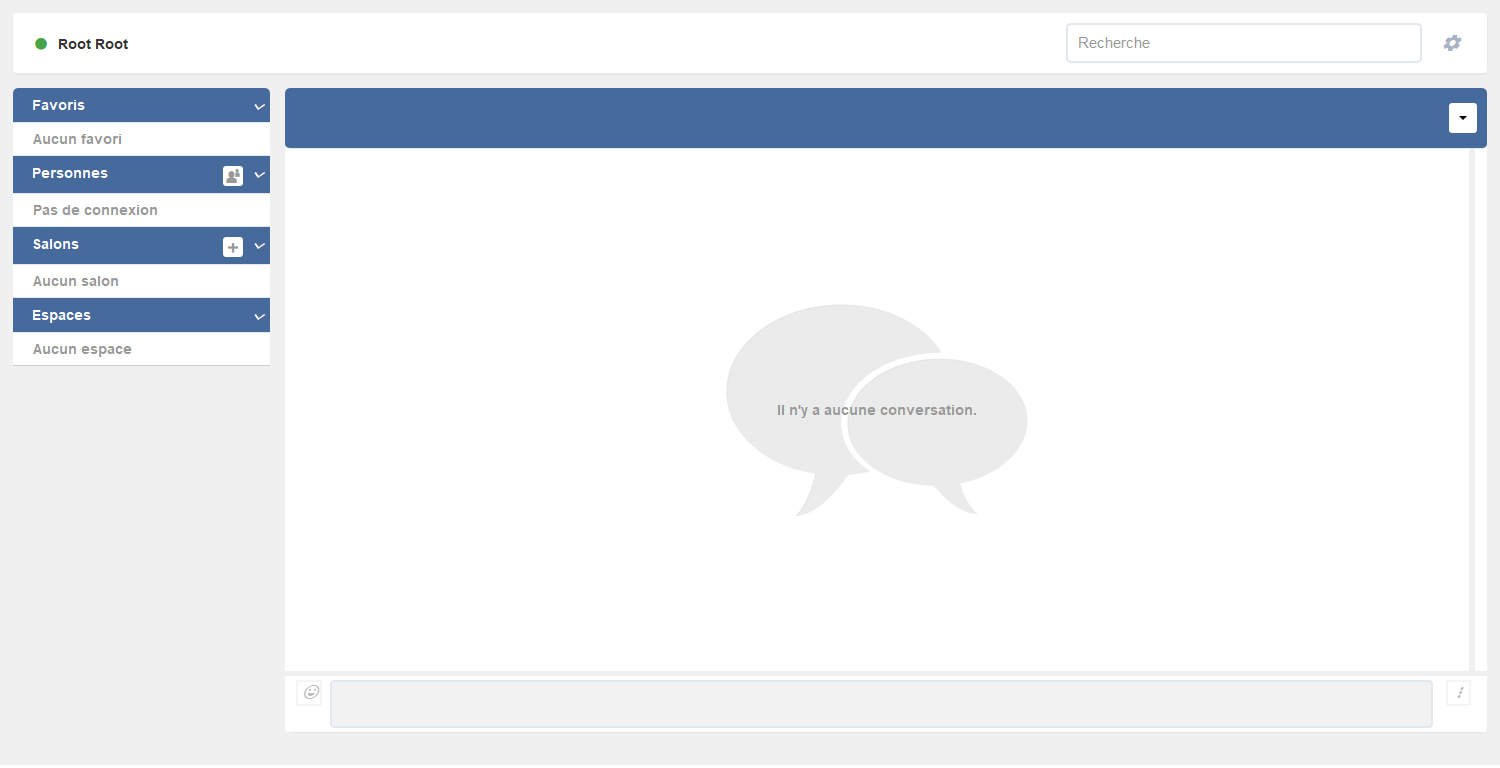 Root Root
Recherche
Favoris
Aucun favori
Personnes
Pas de connexion
Salons
Aucun salon
Espaces
Aucun espace
Il n'y a aucune conversation.